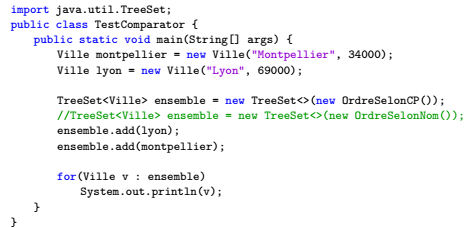 import java.util.TreeSet;
public class TestComparator {
    public static void main(String[] args) {
        Ville montpellier = new Ville("Montpellier", 34000);
        Ville lyon = new Ville("Lyon", 69000);

        TreeSet<Ville> ensemble = new TreeSet<>(new OrdreSelonCP());
        //TreeSet<Ville> ensemble = new TreeSet<>(new OrdreSelonNom());
        ensemble.add(lyon);
        ensemble.add(montpellier);

        for(Ville v : ensemble)
            System.out.println(v);
    }
}